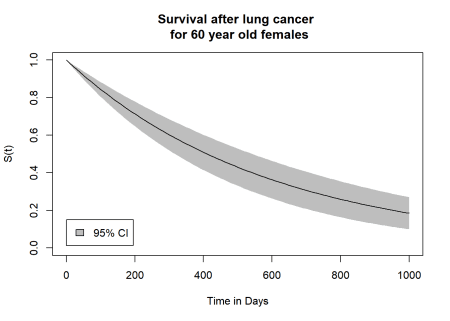 Survival after lung cancer
for 60 year old females
S(t)
1.0
0.8
0.6
0.4
0.2
0.0
95% CI
0 200 400 600 800 1000
Time in Days